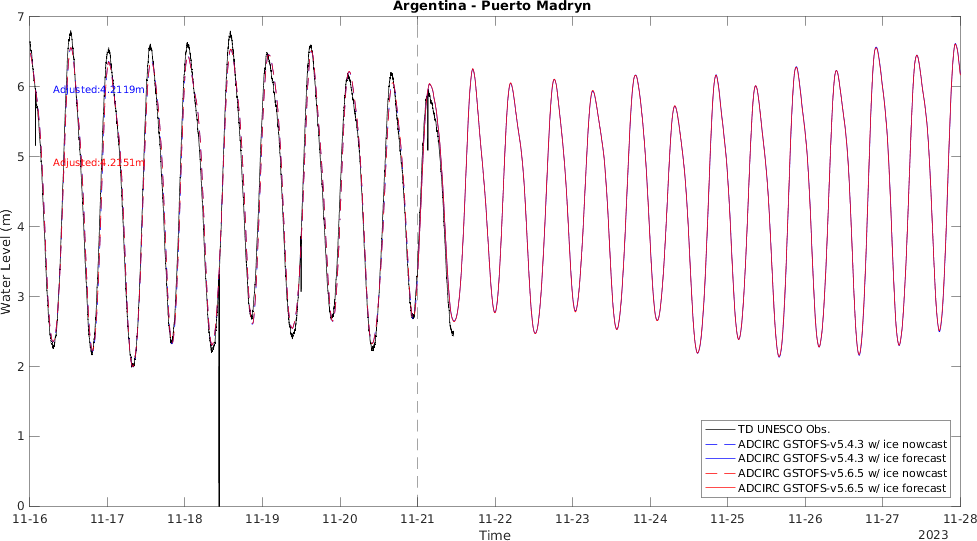 Argentina - Puerto Madryn
7
6
5
4
3
2
1
0
Water Level (m)
Adjusted:4.2119m
Adjusted:4.2151m
TD UNESCO Obs.
ADCIRC GSTOFS-v5.4.3 w/ ice nowcast
ADCIRC GSTOFS-v5.4.3 w/ ice forecast
ADCIRC GSTOFS-v5.6.5 w/ ice nowcast
ADCIRC GSTOFS-v5.6.5 w/ ice forecast
11-16 11-17 11-18 11-19 11-20 11-21 11-22 11-23 11-24 11-25 11-26 11-27 11-28
Time
2023